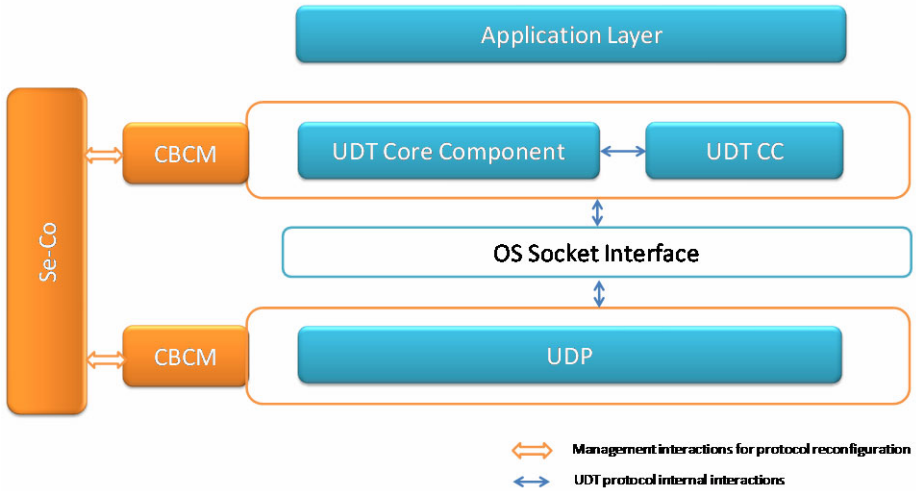 Application Layer
Se-Co
CBCM
UDT Core Component
UDT CC
OS Socket Interface
CBCM
UDP
Management interactions for protocol reconfiguration
UDT protocol internal interactions